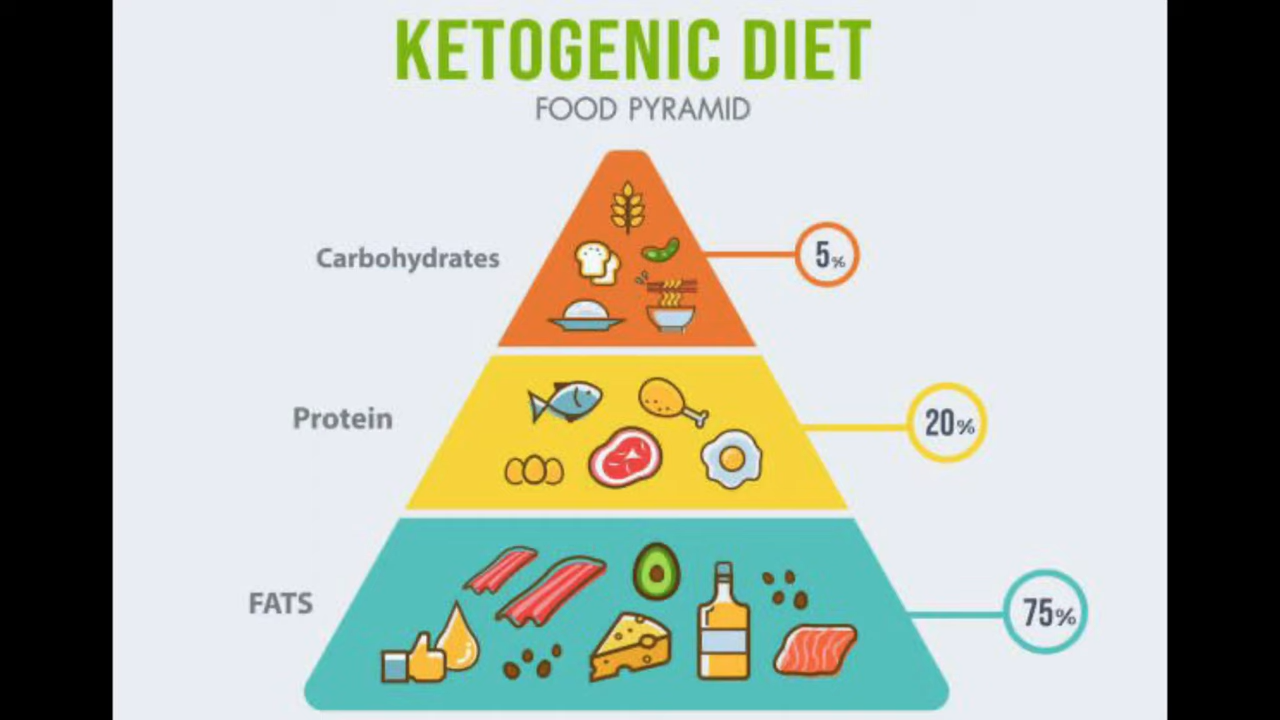 KETOGENIC DIET
FOOD PYRAMID
Carbohydrates
5%
Protein
20%
FATS
75%